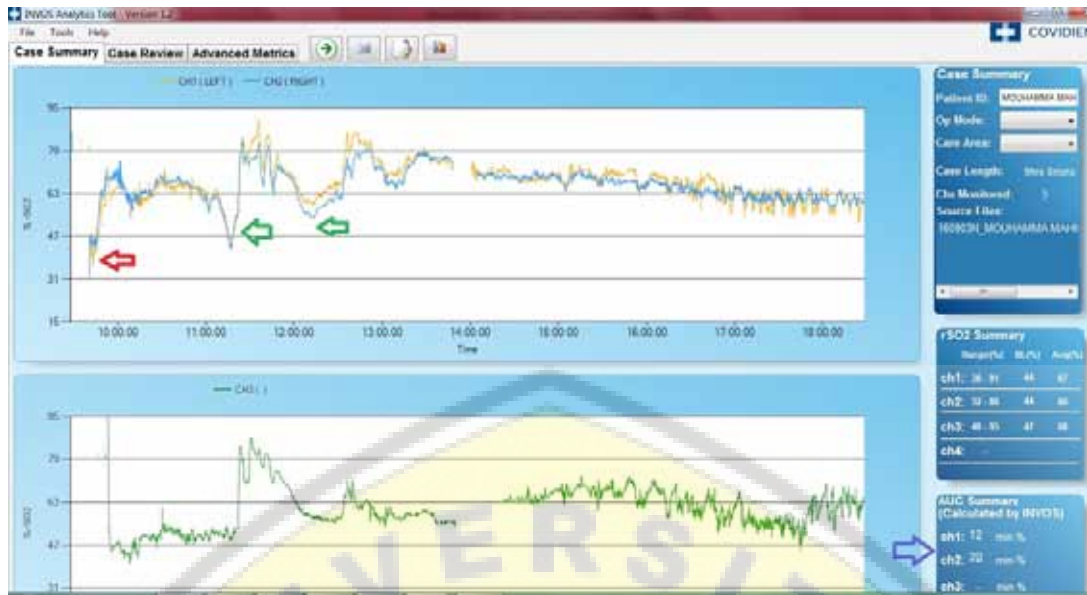 INVOS Analytics Tool - Version 1.2
File Tools Help
COVIDIEN
Case Summary Case Review Advanced Metrics
CH1 ( LEFT ) CH2 ( RIGHT )
95
79
63
47
31
15
10:00:00 11:00:00 12:00:00 13:00:00 14:00:00 15:00:00 16:00:00 17:00:00 18:00:00
Time
Case Summary
Patient ID:
Op Mode:
Care Area:
Case Length:
Chs Monitored: 3
Source Files:
rSO2 Summary
Range(%) BL(%) Avg(%)
ch1:
ch2:
ch3:
ch4:
CH3 ( )
95
79
63
47
31
AUC Summary
(Calculated by INVOS)
ch1: 12 min %
ch2: 20 min %
ch3: - min %
VERSI